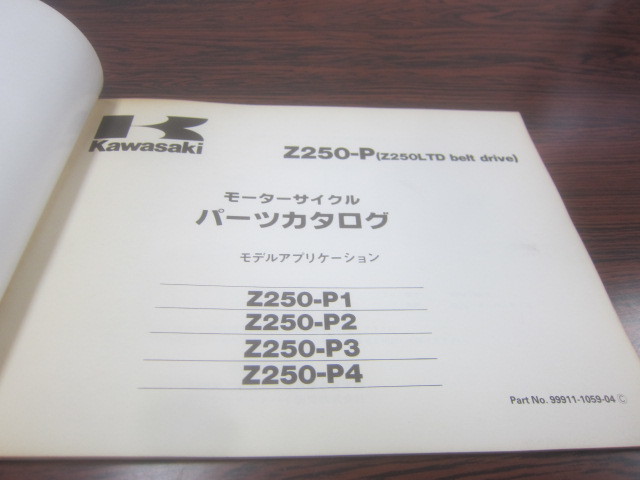 Kawasaki
Z250-P(Z250LTD belt drive)
モーターサイクル
パーツカタログ
モデルアプリケーション
Z250-P1
Z250-P2
Z250-P3
Z250-P4
Part No. 99911-1059-04 Ⓒ